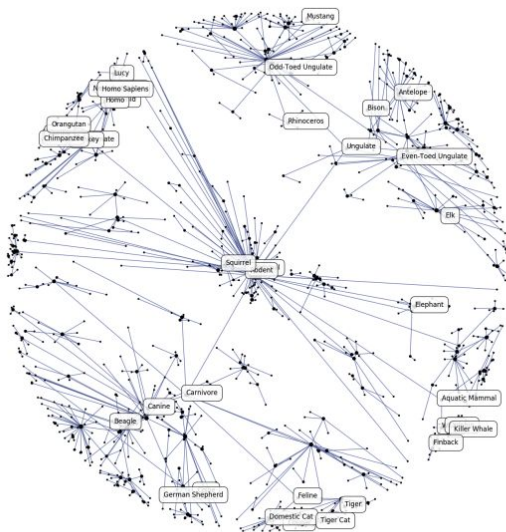 Mustang
Odd-Toed Ungulate
Lucy
Homo Sapiens
Antelope
Bison
Rhinoceros
Orangutan
Chimpanzee
Ungulate
Even-Toed Ungulate
Elk
Squirrel
Rodent
Elephant
Carnivore
Aquatic Mammal
Canine
Beagle
Killer Whale
Finback
German Shepherd
Feline
Tiger
Domestic Cat
Tiger Cat